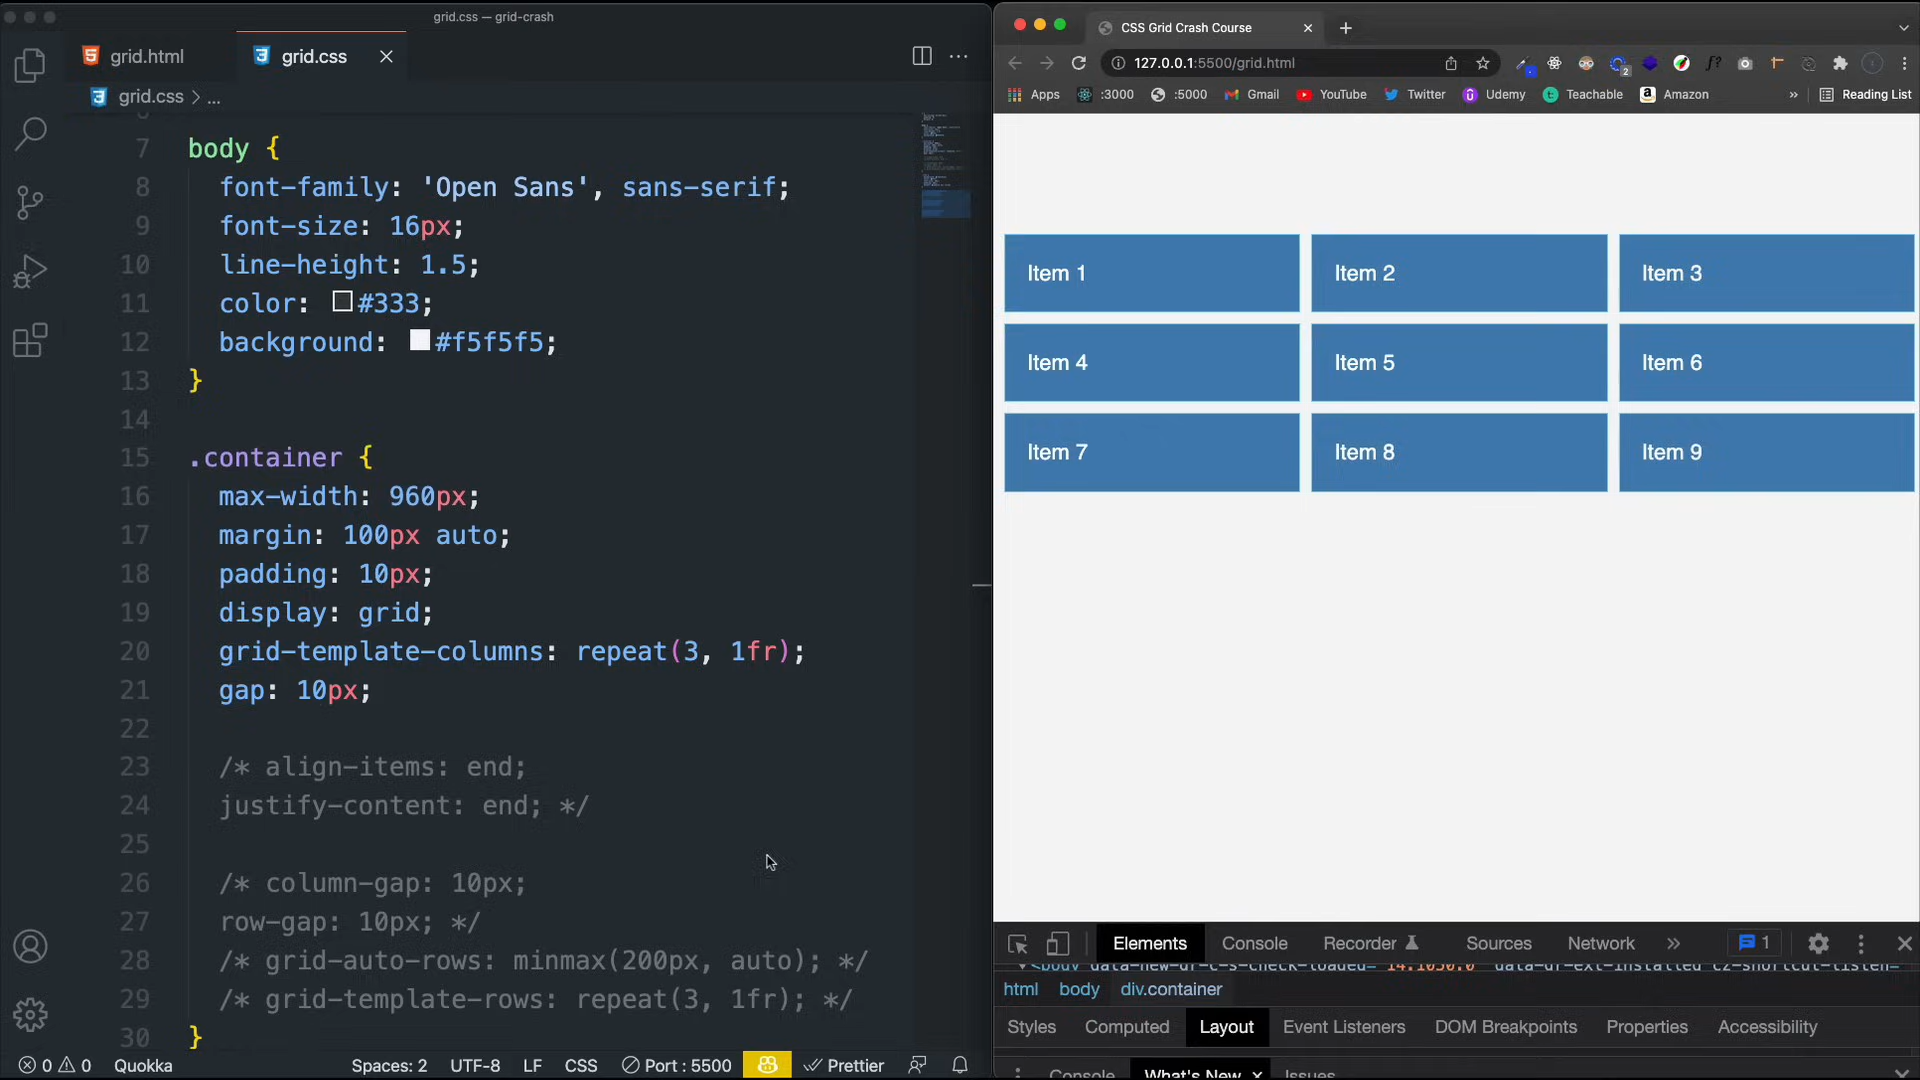 grid.css — grid-crash
grid.html
grid.css
grid.css > ...
7 body {
8 font-family: 'Open Sans', sans-serif;
9 font-size: 16px;
10 line-height: 1.5;
11 color: #333;
12 background: #f5f5f5;
13 }
14
15 .container {
16 max-width: 960px;
17 margin: 100px auto;
18 padding: 10px;
19 display: grid;
20 grid-template-columns: repeat(3, 1fr);
21 gap: 10px;
22
23 /* align-items: end;
24 justify-content: end; */
25
26 /* column-gap: 10px;
27 row-gap: 10px; */
28 /* grid-auto-rows: minmax(200px, auto); */
29 /* grid-template-rows: repeat(3, 1fr); */
30 }
0 0 Quokka Spaces: 2 UTF-8 LF CSS Port : 5500 Prettier
CSS Grid Crash Course
127.0.0.1:5500/grid.html
2
Apps :3000 :5000 Gmail YouTube Twitter Udemy Teachable Amazon » Reading List
Item 1 Item 2 Item 3
Item 4 Item 5 Item 6
Item 7 Item 8 Item 9
Elements Console Recorder Sources Network » 1
html body div.container
Styles Computed Layout Event Listeners DOM Breakpoints Properties Accessibility
Console What's New Issues